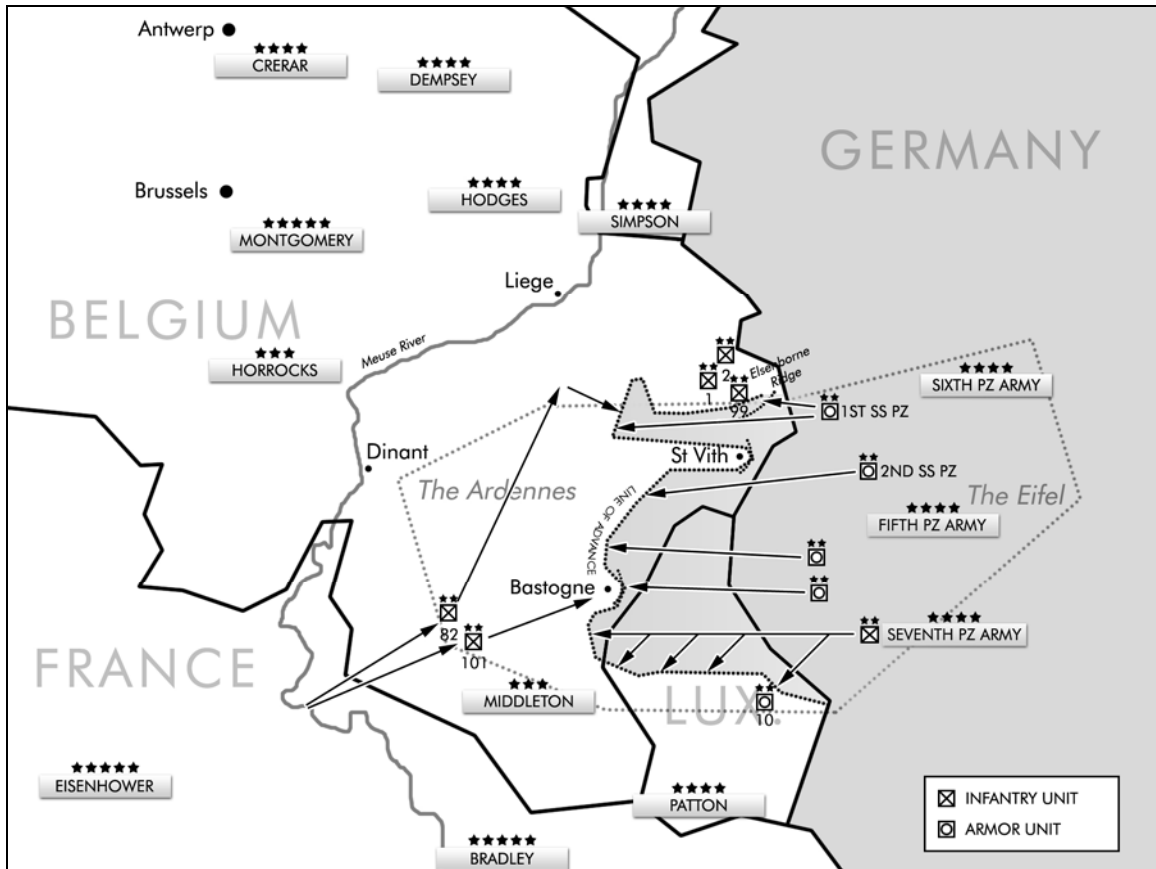 Antwerp
★★★★
CRERAR
★★★★
DEMPSEY
GERMANY
Brussels
★★★★
HODGES
★★★★
SIMPSON
★★★★★
MONTGOMERY
Liege
BELGIUM
Meuse River
★★★
HORROCKS
★★
2
★★
1
★★
99
Elsenborne
Ridge
★★★★
SIXTH PZ ARMY
★★
1ST SS PZ
St Vith
Dinant
★★
2ND SS PZ
The Ardennes
The Eifel
LINE OF ADVANCE
★★★★
FIFTH PZ ARMY
★★
★★
Bastogne
★★
82
★★
101
★★
★★★★
SEVENTH PZ ARMY
FRANCE
★★★
MIDDLETON
LUX.
★★
10
★★★★★
EISENHOWER
★★★★
PATTON
INFANTRY UNIT
ARMOR UNIT
★★★★★
BRADLEY